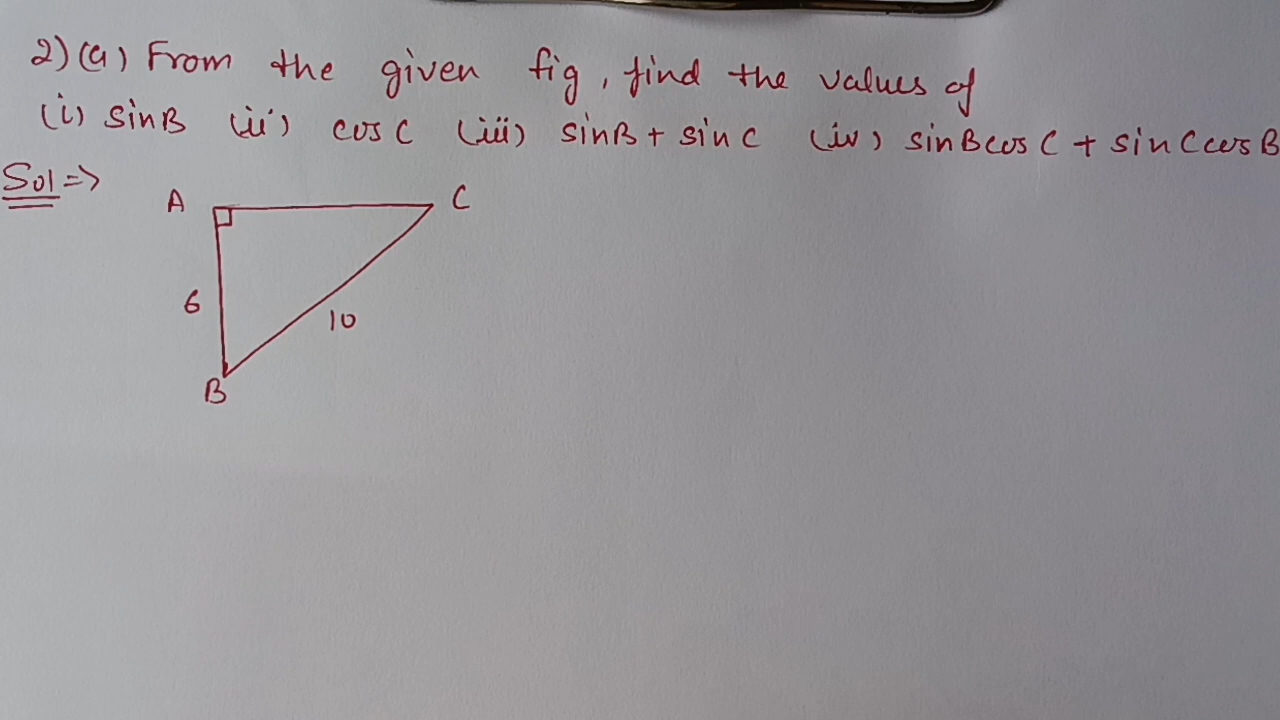 2)(a) From the given fig, find the values of
(i) sinB (ii) cosC (iii) sinB + sinC (iv) sinBcosC + sinCcosB
Sol=>
A C
6
10
B